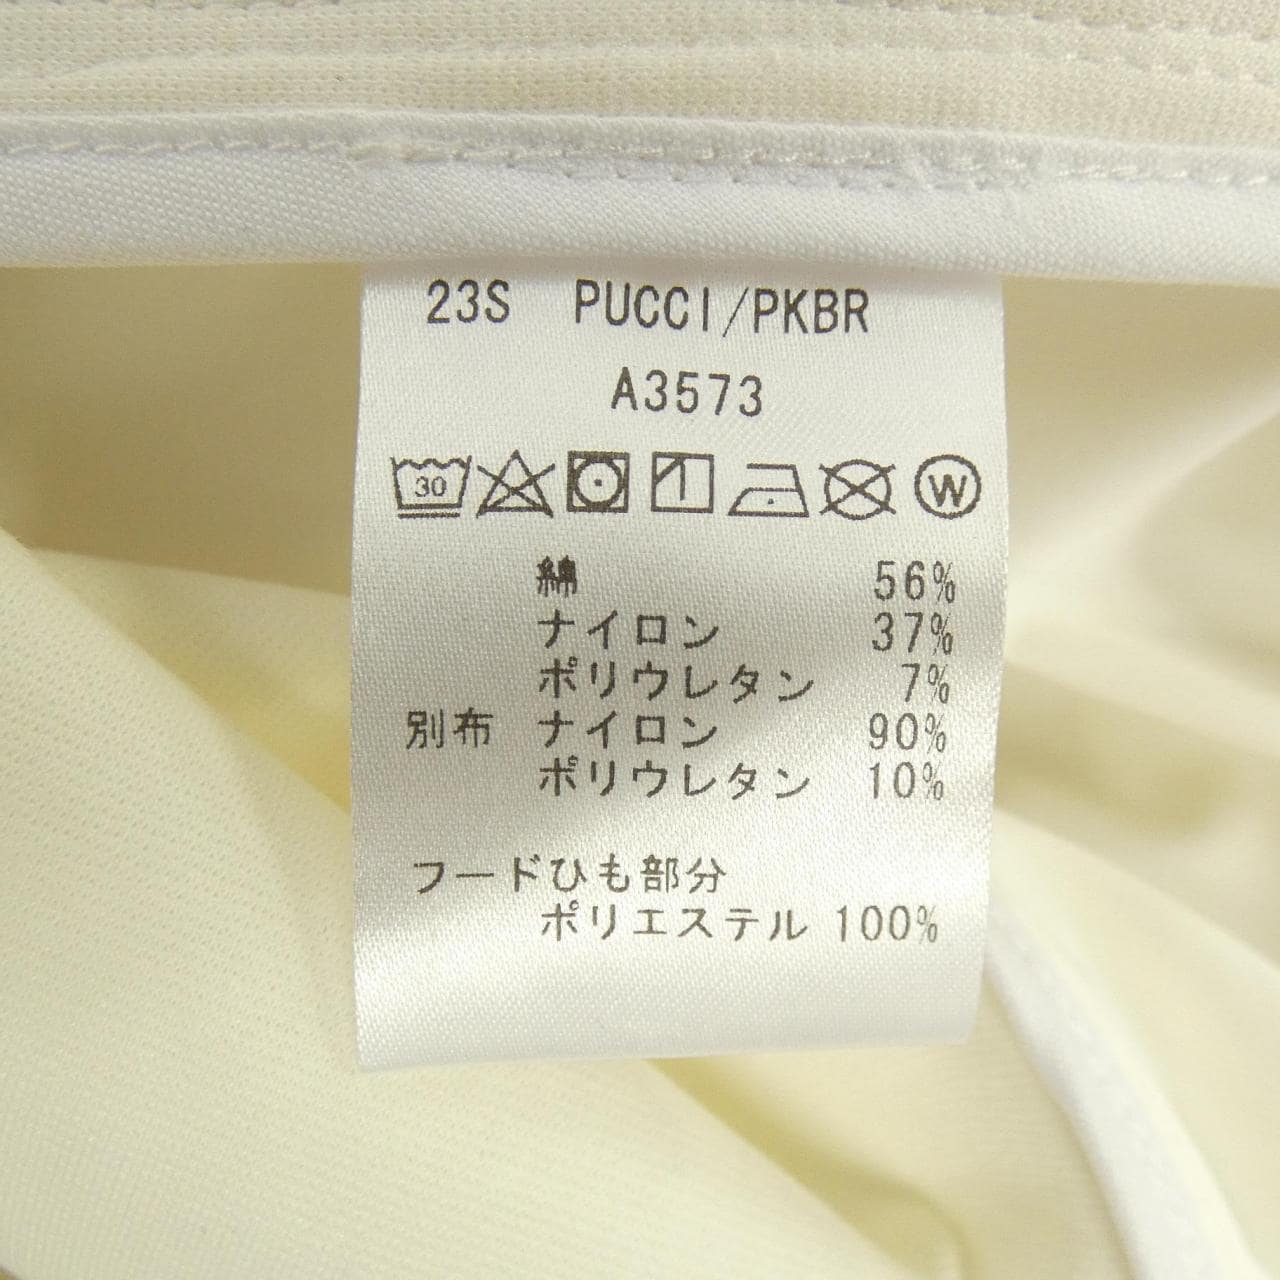 23S PUCCI/PKBR
A3573
30 W
綿 56%
ナイロン 37%
ポリウレタン 7%
別布 ナイロン 90%
ポリウレタン 10%
フードひも部分
ポリエステル 100%